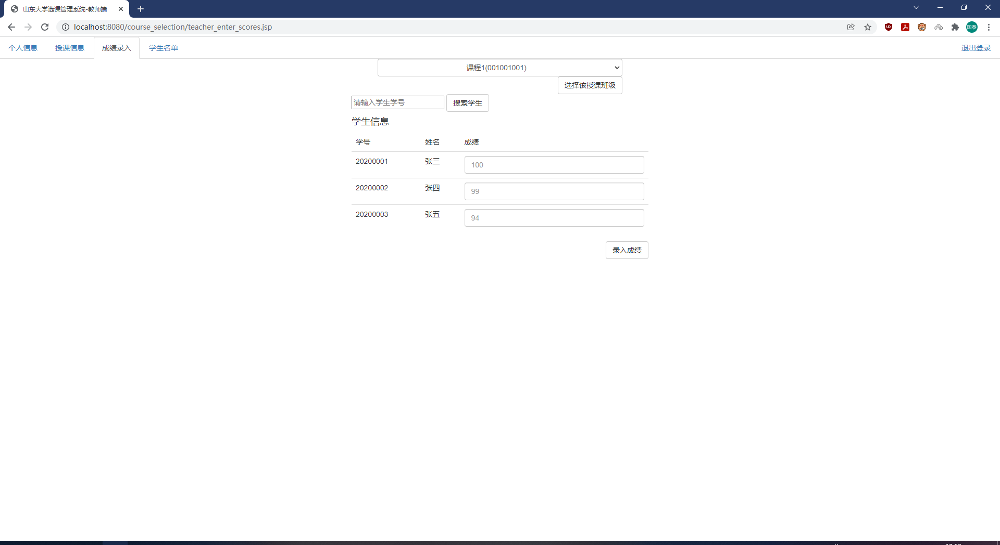 山东大学选课管理系统-教师端
localhost:8080/course_selection/teacher_enter_scores.jsp
国泰
个人信息 授课信息 成绩录入 学生名单 退出登录
课程1(001001001)
选择该授课班级
请输入学生学号 搜索学生
学生信息
学号 姓名 成绩
20200001 张三 100
20200002 张四 99
20200003 张五 94
录入成绩